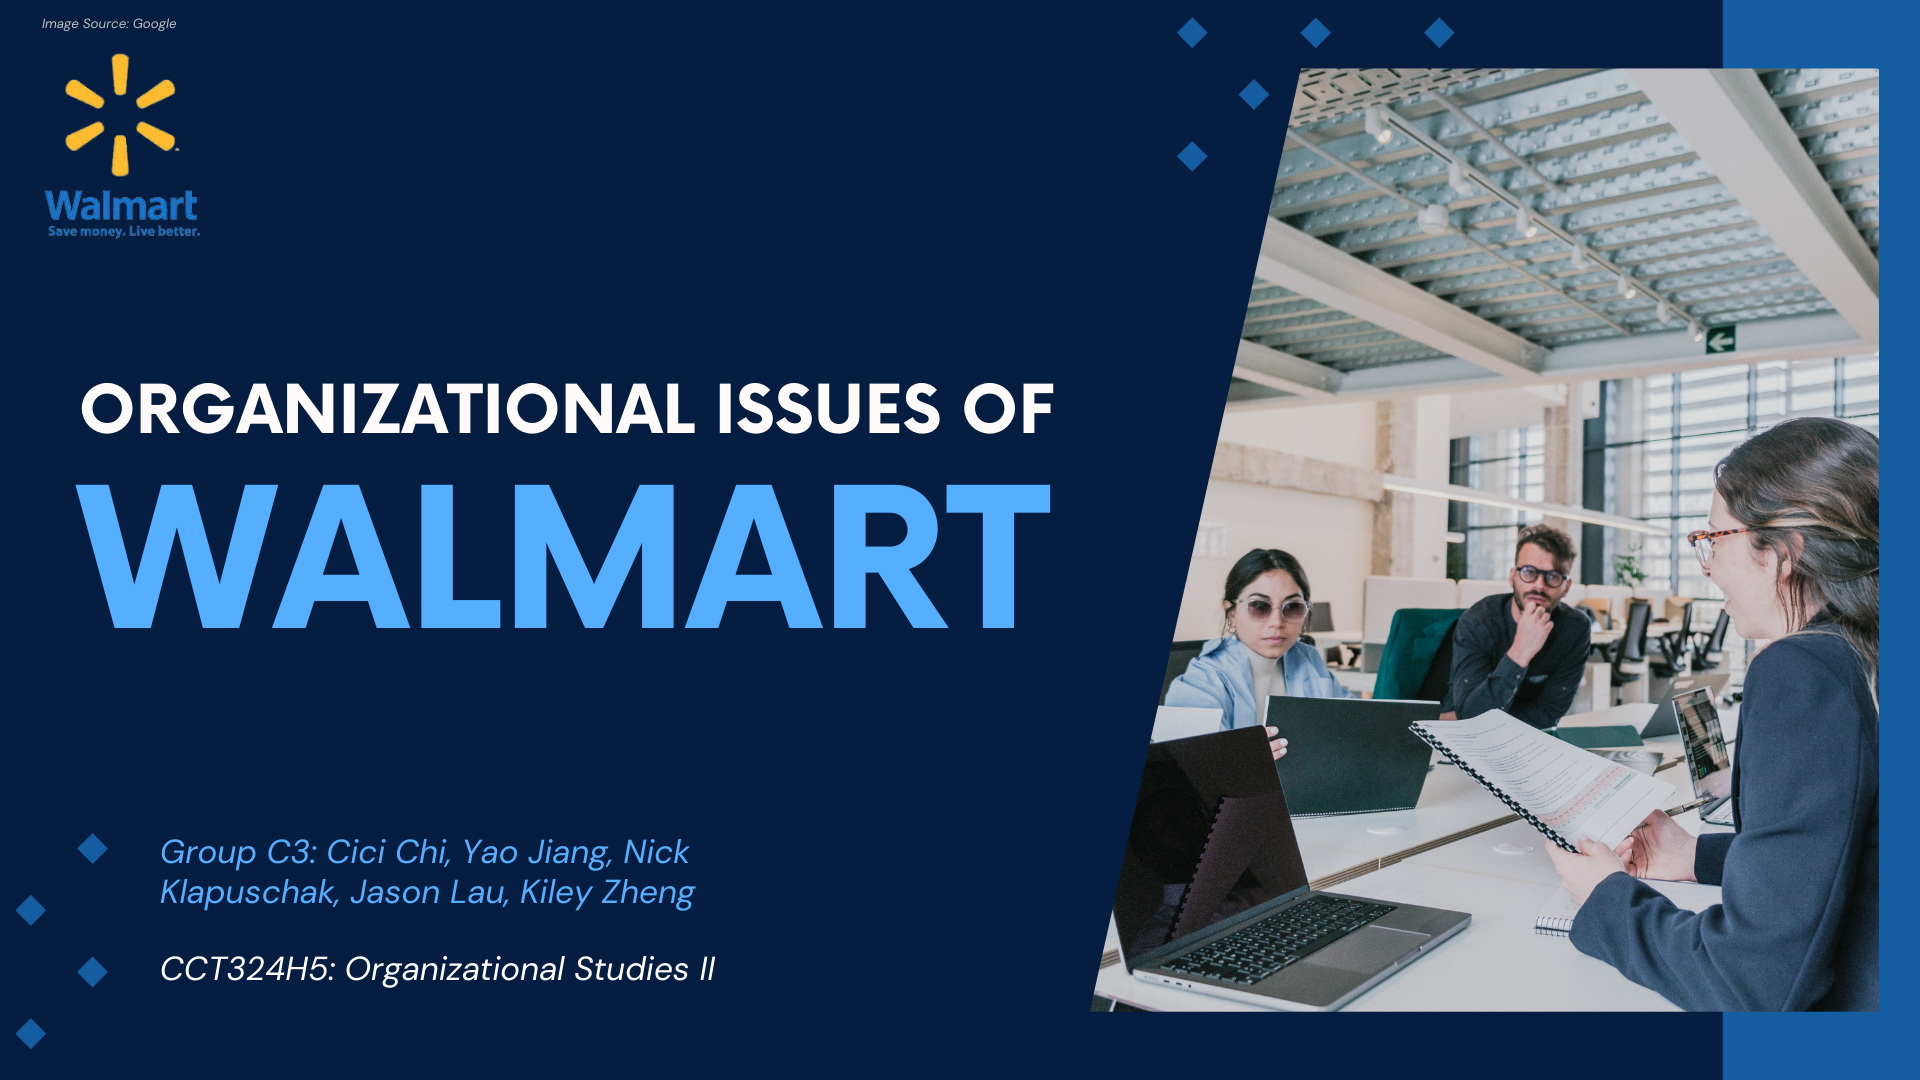 Image Source: Google
Walmart
Save money. Live better.
ORGANIZATIONAL ISSUES OF
WALMART
Group C3: Cici Chi, Yao Jiang, Nick
Klapuschak, Jason Lau, Kiley Zheng
CCT324H5: Organizational Studies II